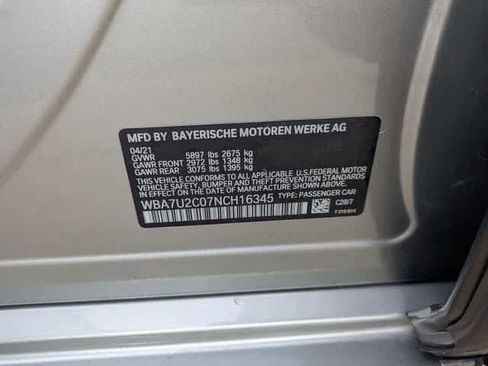 MFD BY BAYERISCHE MOTOREN WERKE AG
04/21
GVWR 5897 lbs 2675 kg
GAWR FRONT 2972 lbs 1348 kg
GAWR REAR 3075 lbs 1395 kg
THIS VEHICLE CONFORMS TO ALL APPLICABLE U.S. FEDERAL MOTOR
VEHICLE SAFETY, BUMPER, AND THEFT PREVENTION STANDARDS
IN EFFECT ON THE DATE OF MANUFACTURE SHOWN ABOVE.
WBA7U2C07NCH16345 TYPE: PASSENGER CAR
C28/7